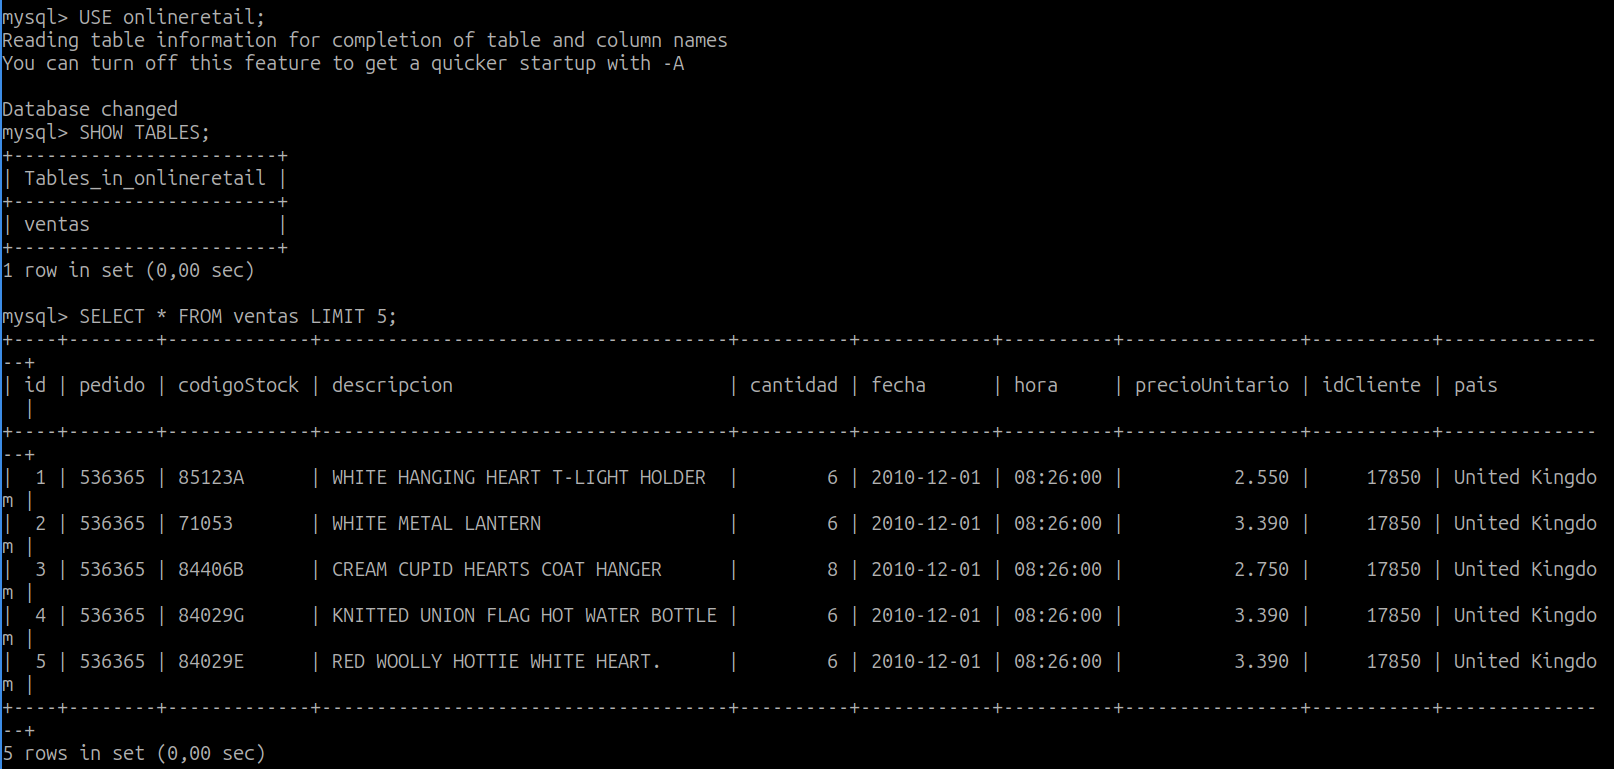 mysql> USE onlineretail;
Reading table information for completion of table and column names
You can turn off this feature to get a quicker startup with -A

Database changed
mysql> SHOW TABLES;
+------------------------+
| Tables_in_onlineretail |
+------------------------+
| ventas                 |
+------------------------+
1 row in set (0,00 sec)

mysql> SELECT * FROM ventas LIMIT 5;
+----+--------+-------------+-------------------------------------+----------+------------+----------+----------------+-----------+--------------
--+
| id | pedido | codigoStock | descripcion                         | cantidad | fecha      | hora     | precioUnitario | idCliente | pais
  |
+----+--------+-------------+-------------------------------------+----------+------------+----------+----------------+-----------+--------------
--+
|  1 | 536365 | 85123A      | WHITE HANGING HEART T-LIGHT HOLDER  |        6 | 2010-12-01 | 08:26:00 |          2.550 |     17850 | United Kingdo
m |
|  2 | 536365 | 71053       | WHITE METAL LANTERN                 |        6 | 2010-12-01 | 08:26:00 |          3.390 |     17850 | United Kingdo
m |
|  3 | 536365 | 84406B      | CREAM CUPID HEARTS COAT HANGER      |        8 | 2010-12-01 | 08:26:00 |          2.750 |     17850 | United Kingdo
m |
|  4 | 536365 | 84029G      | KNITTED UNION FLAG HOT WATER BOTTLE |        6 | 2010-12-01 | 08:26:00 |          3.390 |     17850 | United Kingdo
m |
|  5 | 536365 | 84029E      | RED WOOLLY HOTTIE WHITE HEART.      |        6 | 2010-12-01 | 08:26:00 |          3.390 |     17850 | United Kingdo
m |
+----+--------+-------------+-------------------------------------+----------+------------+----------+----------------+-----------+--------------
--+
5 rows in set (0,00 sec)